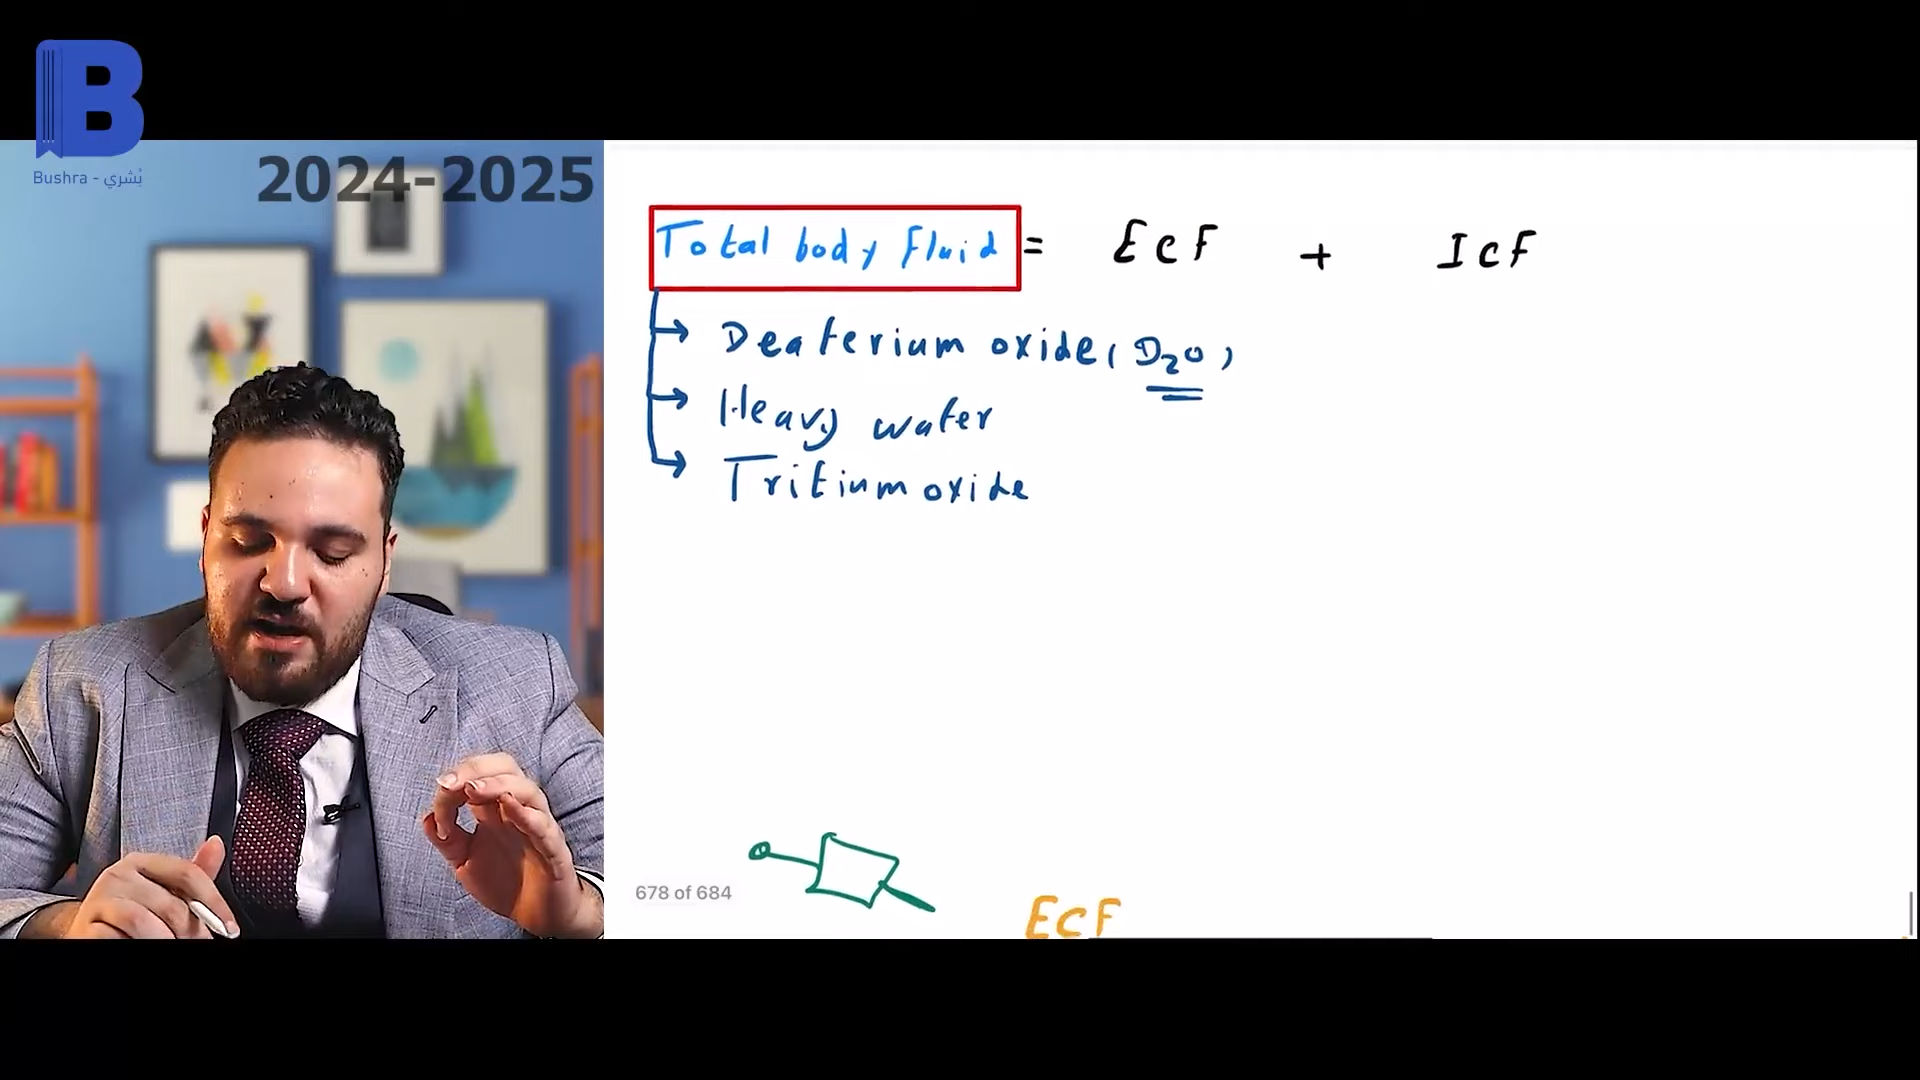 B
Bushra - بُشري
2024-2025
Total body fluid = ECF + ICF
Deaterium oxide (D2O)
Heavy water
Tritium oxide
678 of 684
ECF